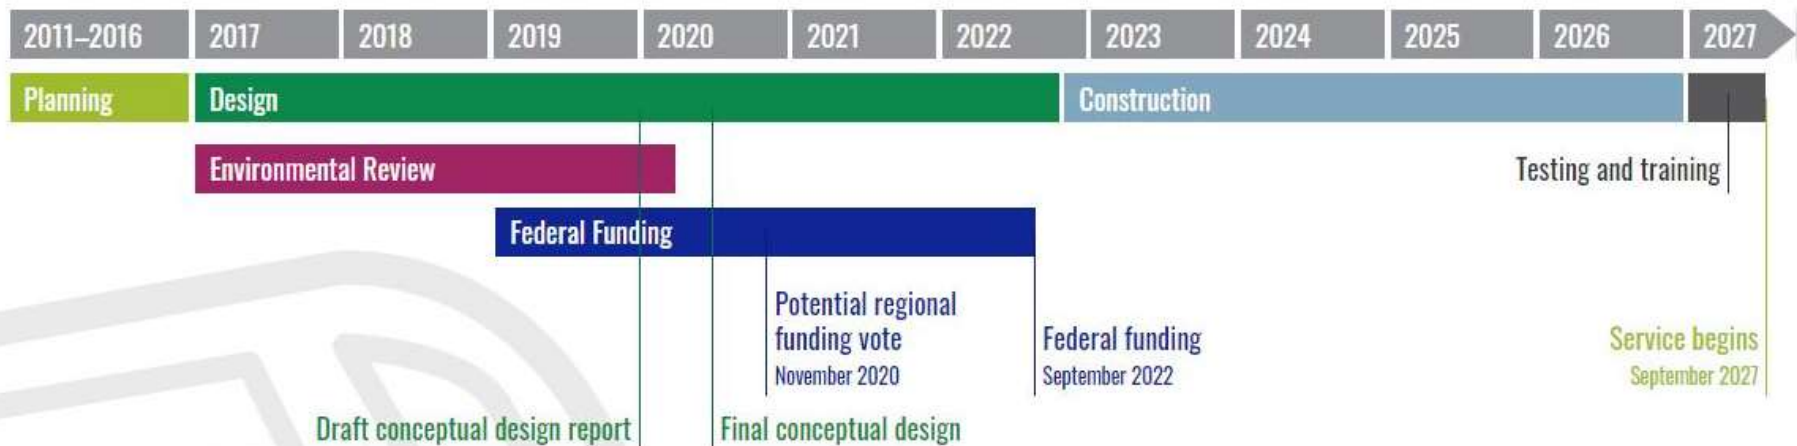 2011–2016 2017 2018 2019 2020 2021 2022 2023 2024 2025 2026 2027
Planning Design Construction
Environmental Review
Testing and training
Federal Funding
Potential regional
funding vote
November 2020
Federal funding
September 2022
Service begins
September 2027
Draft conceptual design report
Final conceptual design